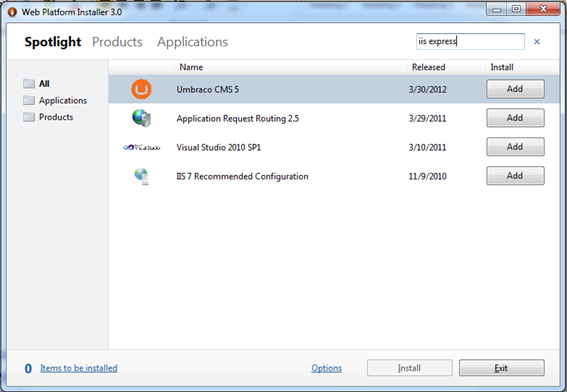 Web Platform Installer 3.0
Spotlight Products Applications iis express
All
Applications
Products
Name Released Install
Umbraco CMS 5 3/30/2012 Add
Application Request Routing 2.5 3/29/2011 Add
Visual Studio Visual Studio 2010 SP1 3/10/2011 Add
IIS 7 Recommended Configuration 11/9/2010 Add
0 Items to be installed Options Install Exit